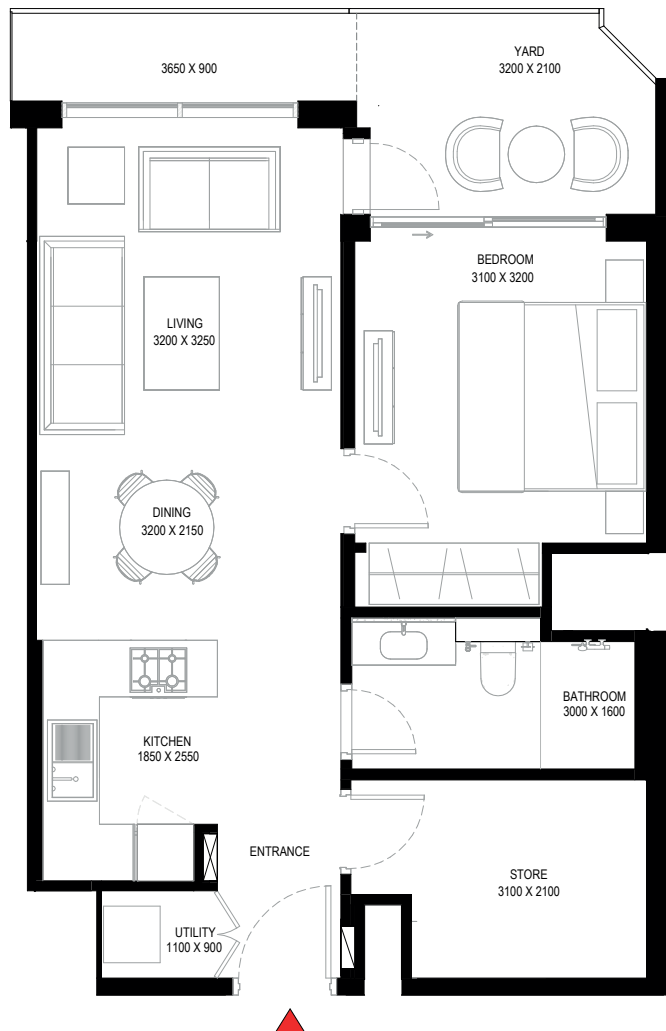 YARD
3200 X 2100
3650 X 900
BEDROOM
3100 X 3200
LIVING
3200 X 3250
DINING
3200 X 2150
BATHROOM
3000 X 1600
KITCHEN
1850 X 2550
ENTRANCE
STORE
3100 X 2100
UTILITY
1100 X 900